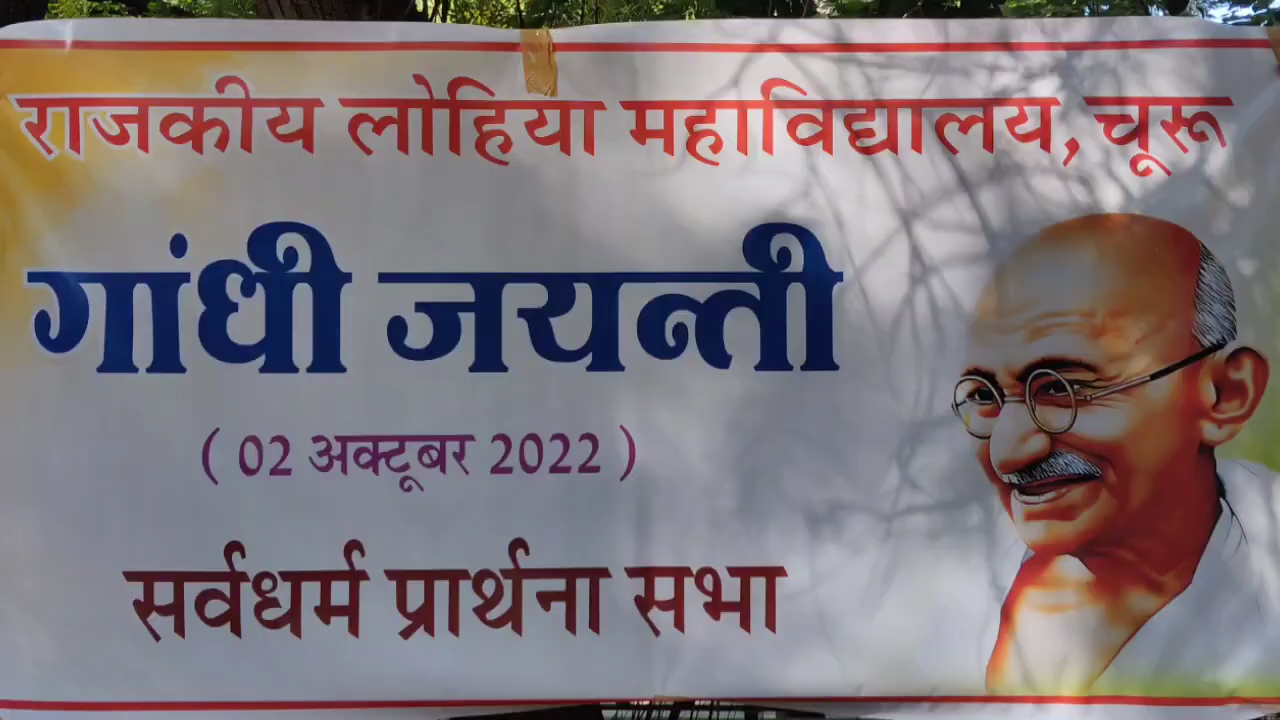 राजकीय लोहिया महाविद्यालय, चूरू
गांधी जयन्ती
( 02 अक्टूबर 2022 )
सर्वधर्म प्रार्थना सभा